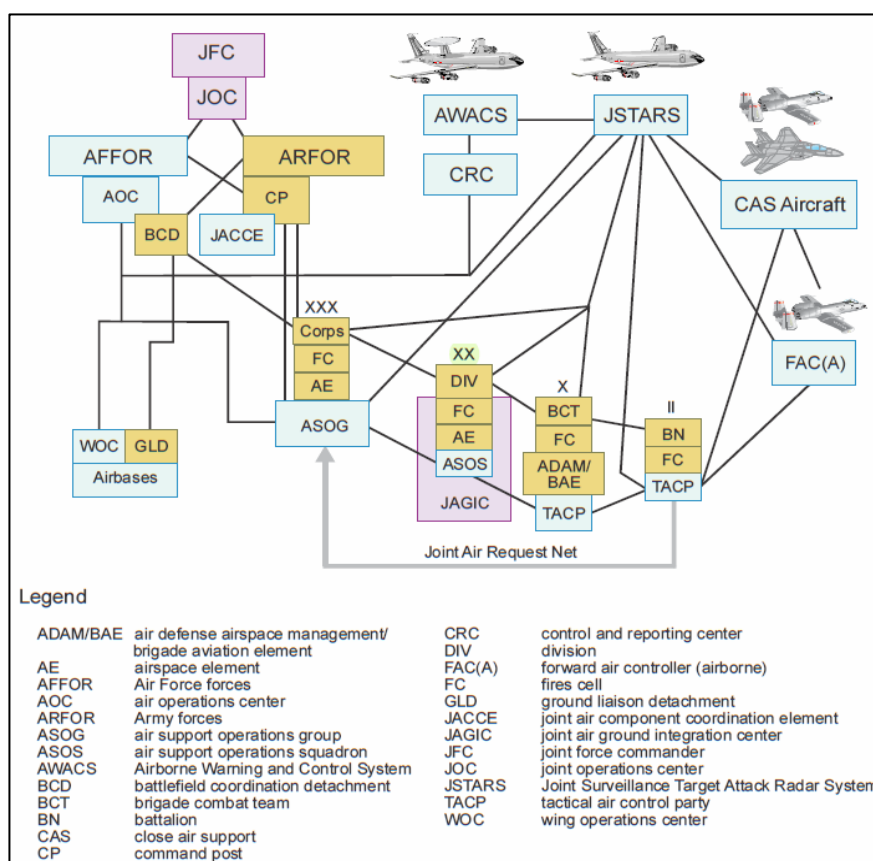 JFC
JOC
AWACS
JSTARS
AFFOR
ARFOR
CRC
AOC
CP
CAS Aircraft
BCD
JACCE
XXX
Corps
XX
FC
DIV
FAC(A)
AE
X
FC
BCT
II
ASOG
AE
FC
BN
WOC
GLD
ASOS
ADAM/
BAE
FC
Airbases
JAGIC
TACP
TACP
Joint Air Request Net
Legend
ADAM/BAE air defense airspace management/
brigade aviation element
AE airspace element
AFFOR Air Force forces
AOC air operations center
ARFOR Army forces
ASOG air support operations group
ASOS air support operations squadron
AWACS Airborne Warning and Control System
BCD battlefield coordination detachment
BCT brigade combat team
BN battalion
CAS close air support
CP command post
CRC control and reporting center
DIV division
FAC(A) forward air controller (airborne)
FC fires cell
GLD ground liaison detachment
JACCE joint air component coordination element
JAGIC joint air ground integration center
JFC joint force commander
JOC joint operations center
JSTARS Joint Surveillance Target Attack Radar System
TACP tactical air control party
WOC wing operations center